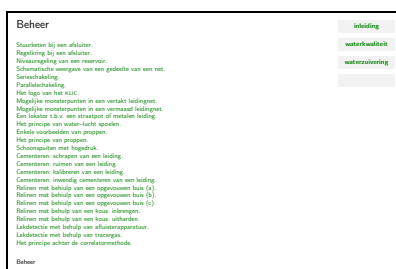 Beheer
inleiding
waterkwaliteit
waterzuivering
Stuurketen bij een afsluiter.
Regelkring bij een afsluiter.
Niveauregeling van een reservoir.
Schematische weergave van een gedeelte van een net.
Serieschakeling.
Parallelschakeling.
Het logo van het KLIC.
Mogelijke monsterpunten in een vertakt leidingnet.
Mogelijke monsterpunten in een vermaasd leidingnet.
Een lokator t.b.v. een straatpot of metalen leiding.
Het principe van water-lucht spoelen.
Enkele voorbeelden van proppen.
Het principe van proppen.
Schoonspuiten met hogedruk.
Cementeren: schrapen van een leiding.
Cementeren: ruimen van een leiding.
Cementeren: kalibreren van een leiding.
Cementeren: inwendig cementeren van een leiding.
Relinen met behulp van een opgevouwen buis (a).
Relinen met behulp van een opgevouwen buis (b).
Relinen met behulp van een opgevouwen buis (c).
Relinen met behulp van een kous: inbrengen.
Relinen met behulp van een kous: uitharden.
Lekdetectie met behulp van afluisterapparatuur.
Lekdetectie met behulp van tracergas.
Het principe achter de correlatormethode.
Beheer